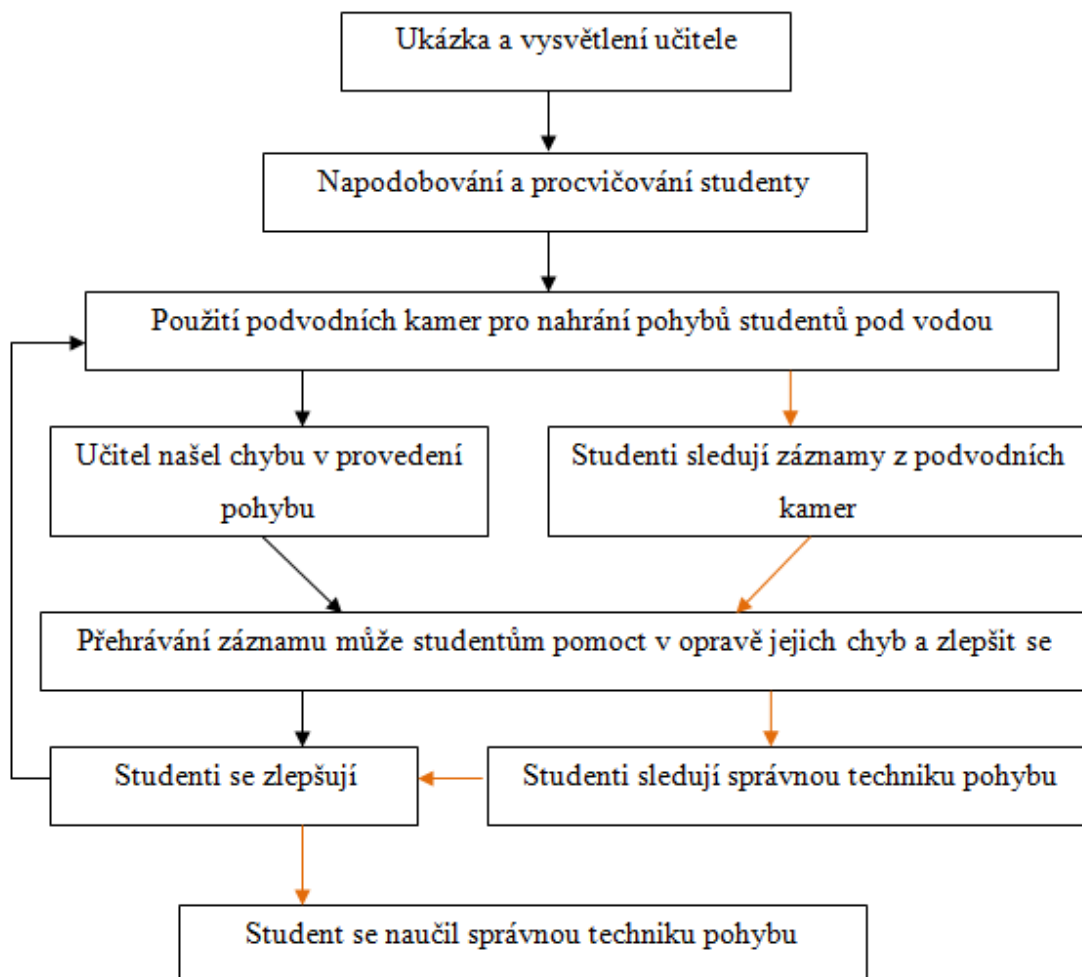 Ukázka a vysvětlení učitele
Napodobování a procvičování studenty
Použití podvodních kamer pro nahrání pohybů studentů pod vodou
Učitel našel chybu v provedení
pohybu
Studenti sledují záznamy z podvodních
kamer
Přehrávání záznamu může studentům pomoct v opravě jejich chyb a zlepšit se
Studenti se zlepšují
Studenti sledují správnou techniku pohybu
Student se naučil správnou techniku pohybu